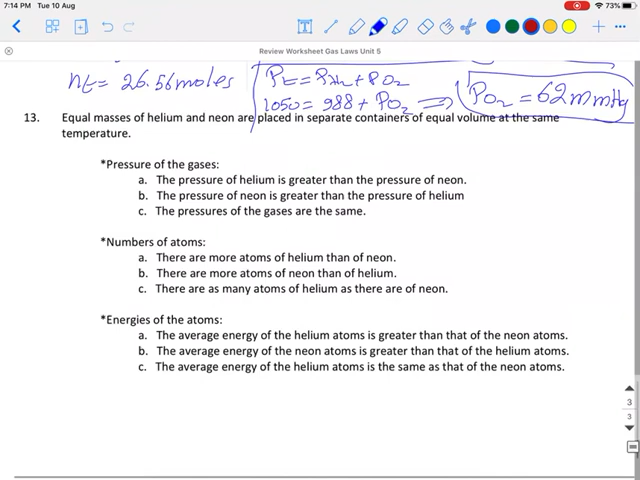 7:14 PM Tue 10 Aug
73%
Review Worksheet Gas Laws Unit 5
nt = 26.56 moles
Pt = PH2 + PO2
1050 = 988 + PO2 ⇒ PO2 = 62 mmHg
13. Equal masses of helium and neon are placed in separate containers of equal volume at the same
temperature.
*Pressure of the gases:
a. The pressure of helium is greater than the pressure of neon.
b. The pressure of neon is greater than the pressure of helium
c. The pressures of the gases are the same.
*Numbers of atoms:
a. There are more atoms of helium than of neon.
b. There are more atoms of neon than of helium.
c. There are as many atoms of helium as there are of neon.
*Energies of the atoms:
a. The average energy of the helium atoms is greater than that of the neon atoms.
b. The average energy of the neon atoms is greater than that of the helium atoms.
c. The average energy of the helium atoms is the same as that of the neon atoms.
3
3